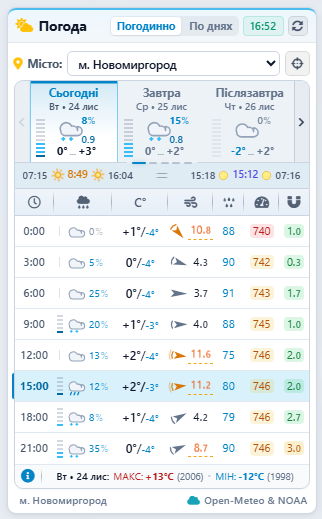 Погода Погодинно По днях 16:52
Місто: м. Новомиргород
Сьогодні Завтра Післязавтра
Вт • 24 лис Ср • 25 лис Чт • 26 лис
8% 15% 0%
0.9 0.8
0° ... +3° 0° ... +2° -2° ... +2°
07:15 8:49 16:04 15:18 15:12 07:16
C°
0:00 0% +1°/-4° 10.8 88 740 1.0
3:00 5% 0°/-4° 4.3 90 742 0.3
6:00 25% 0°/-4° 3.7 91 743 1.7
9:00 20% +1°/-3° 4.0 88 745 1.0
12:00 13% +2°/-4° 11.6 75 746 2.0
15:00 12% +2°/-3° 11.2 80 746 2.0
18:00 8% +1°/-4° 4.2 79 746 2.7
21:00 35% 0°/-4° 8.7 90 746 3.0
Вт • 24 лис: МАКС: +13°C (2006) · МІН: -12°C (1998)
м. Новомиргород Open-Meteo & NOAA